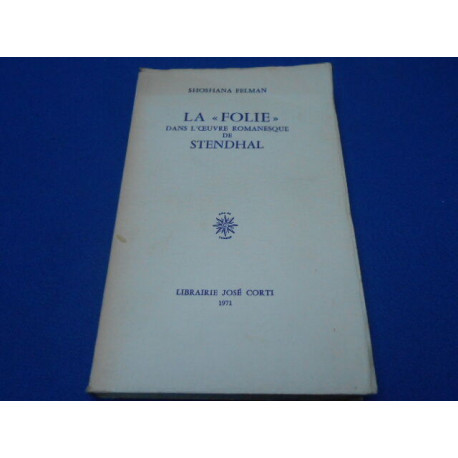 SHOSHANA FELMAN
LA « FOLIE »
DANS L'ŒUVRE ROMANESQUE
DE
STENDHAL
LIBRAIRIE JOSÉ CORTI
1971